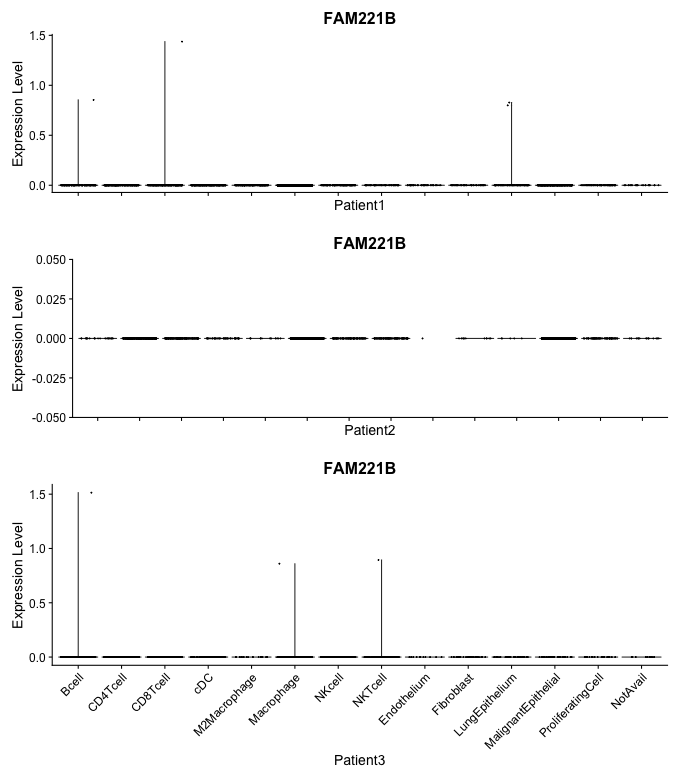 FAM221B
Expression Level
1.5
1.0
0.5
0.0
Patient1
FAM221B
Expression Level
0.050
0.025
0.000
-0.025
-0.050
Patient2
FAM221B
Expression Level
1.5
1.0
0.5
0.0
Bcell
CD4Tcell
CD8Tcell
cDC
M2Macrophage
Macrophage
NKcell
NKTcell
Endothelium
Fibroblast
LungEpithelium
MalignantEpithelial
ProliferatingCell
NotAvail
Patient3